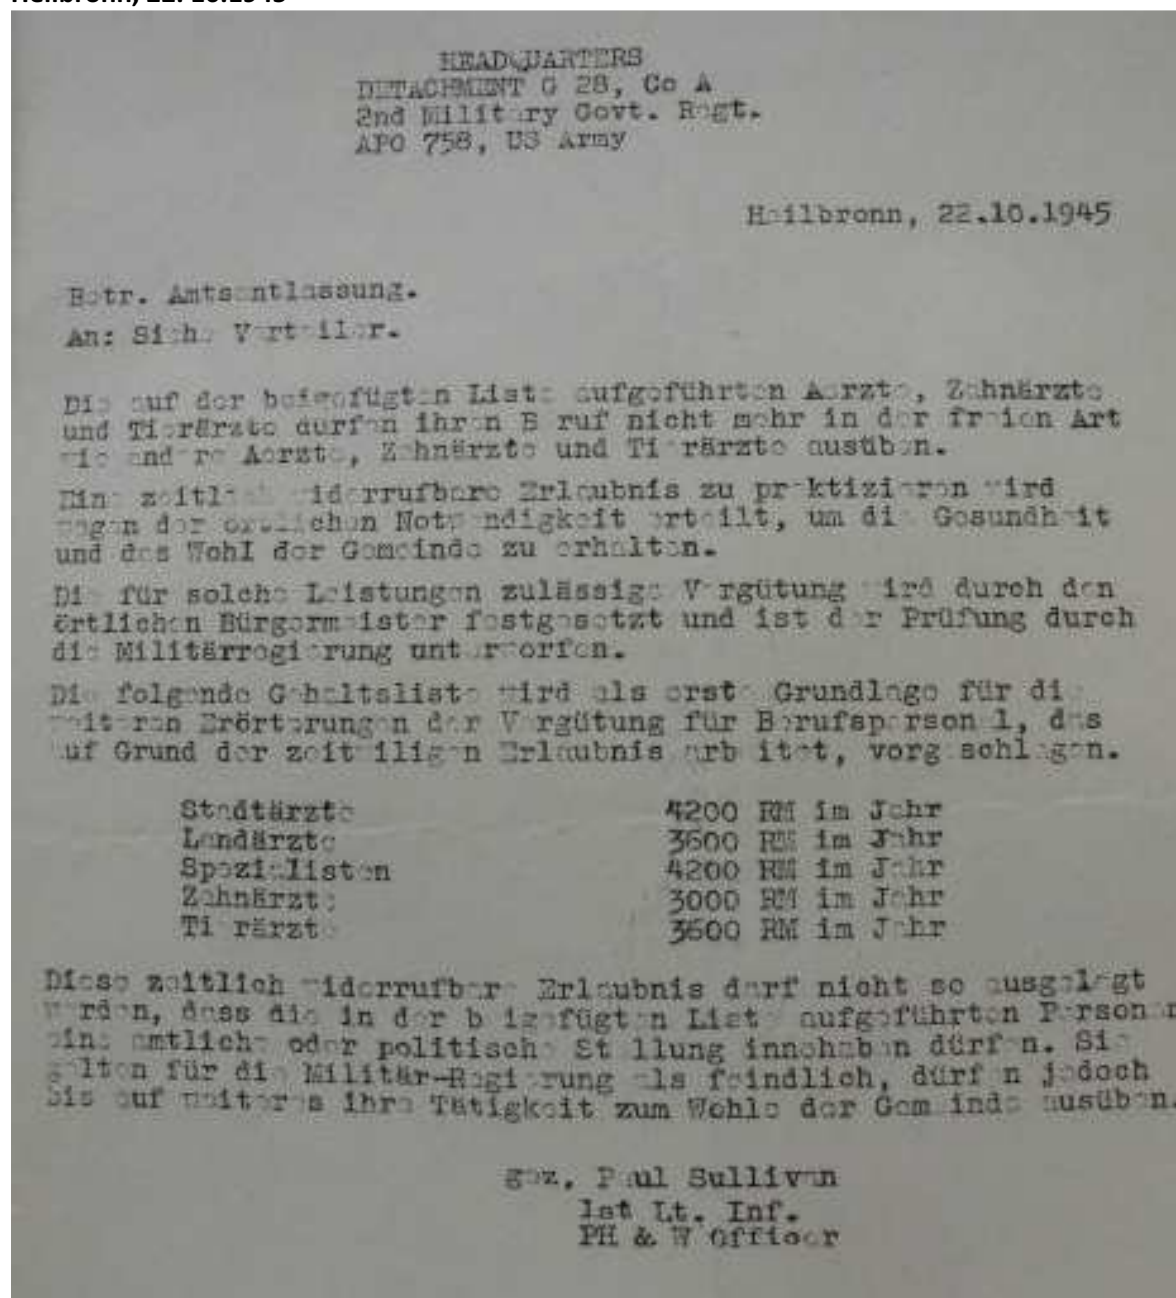 Heilbronn, 22. 10.1945
HEADQUARTERS
DETACHMENT G 28, Co A
2nd Military Govt. Regt.
APO 758, US Army
Heilbronn, 22.10.1945
Betr. Amtsentlassung.
An: Siehe Verteiler.
Die auf der beigefügten Liste aufgeführten Aerzte, Zahnärzte
und Tierärzte durfen ihren Beruf nicht mehr in der freien Art
wie andere Aerzte, Zahnärzte und Tierärzte ausüben.
Eine zeitlich widerrufbare Erlaubnis zu praktizieren wird
wegen der örtlichen Notwendigkeit erteilt, um die Gesundheit
und das Wohl der Gemeinde zu erhalten.
Die für solche Leistungen zulässige Vergütung wird durch den
örtlichen Bürgermeister festgesetzt und ist der Prüfung durch
die Militärregierung unterworfen.
Die folgende Gehaltsliste wird als erste Grundlage für die
weiteren Erörterungen der Vergütung für Berufspersonal, das
auf Grund der zeitweiligen Erlaubnis arbeitet, vorgeschlagen.
Stadtärzte 4200 RM im Jahr
Landärzte 3600 RM im Jahr
Spezialisten 4200 RM im Jahr
Zahnärzte 3000 RM im Jahr
Tierärzte 3600 RM im Jahr
Diese zeitlich widerrufbare Erlaubnis darf nicht so ausgelegt
werden, dass die in der beigefügten Liste aufgeführten Personen
eine amtliche oder politische Stellung innehaben dürfen. Sie
gelten für die Militär-Regierung als feindlich, dürfen jedoch
bis auf weiteres ihre Tätigkeit zum Wohle der Gemeinde ausüben.
gez. Paul Sullivan
1st Lt. Inf.
PH & W Officer